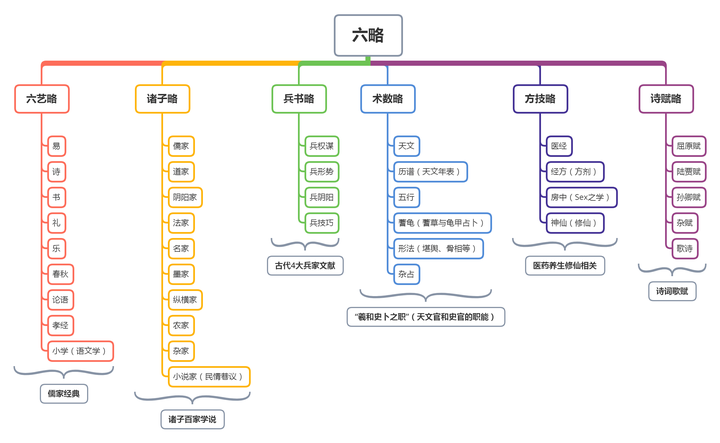 六略
六艺略
易
诗
书
礼
乐
春秋
论语
孝经
小学（语文学）
儒家经典
诸子略
儒家
道家
阴阳家
法家
名家
墨家
纵横家
农家
杂家
小说家（民情巷议）
诸子百家学说
兵书略
兵权谋
兵形势
兵阴阳
兵技巧
古代4大兵家文献
术数略
天文
历谱（天文年表）
五行
蓍龟（蓍草与龟甲占卜）
形法（堪舆、骨相等）
杂占
“羲和史卜之职”（天文官和史官的职能）
方技略
医经
经方（方剂）
房中（Sex之学）
神仙（修仙）
医药养生修仙相关
诗赋略
屈原赋
陆贾赋
孙卿赋
杂赋
歌诗
诗词歌赋